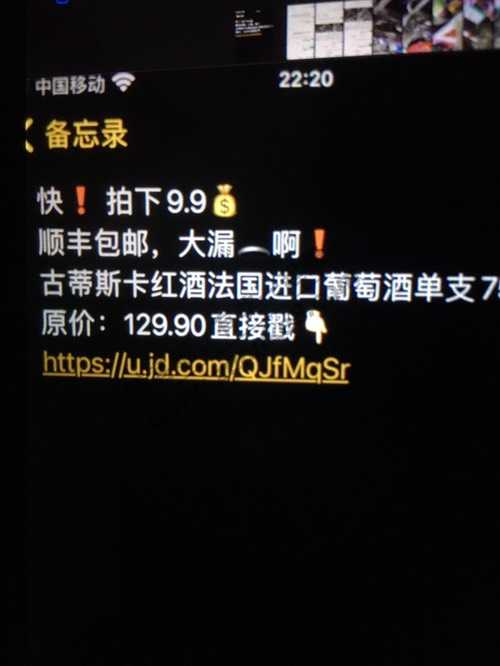 中国移动 22:20
备忘录
快❗拍下9.9💰
顺丰包邮，大漏︵啊❗
古蒂斯卡红酒法国进口葡萄酒单支7
原价：129.90直接戳👇
https://u.jd.com/QJfMqSr